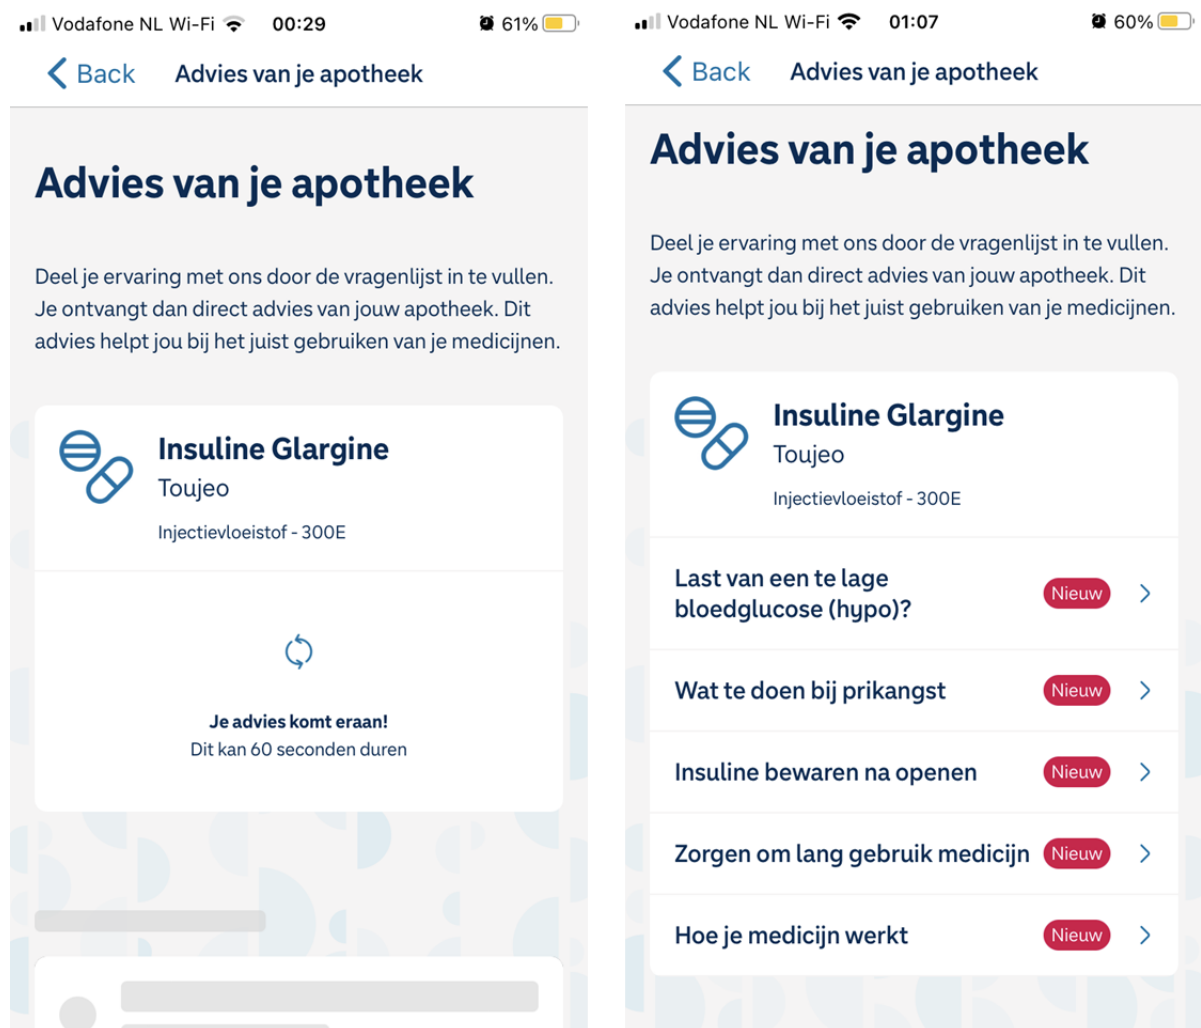 Vodafone NL Wi-Fi 00:29 61%
Back Advies van je apotheek
Advies van je apotheek
Deel je ervaring met ons door de vragenlijst in te vullen.
Je ontvangt dan direct advies van jouw apotheek. Dit
advies helpt jou bij het juist gebruiken van je medicijnen.
Insuline Glargine
Toujeo
Injectievloeistof - 300E
Je advies komt eraan!
Dit kan 60 seconden duren
Vodafone NL Wi-Fi 01:07 60%
Back Advies van je apotheek
Advies van je apotheek
Deel je ervaring met ons door de vragenlijst in te vullen.
Je ontvangt dan direct advies van jouw apotheek. Dit
advies helpt jou bij het juist gebruiken van je medicijnen.
Insuline Glargine
Toujeo
Injectievloeistof - 300E
Last van een te lage
bloedglucose (hypo)? Nieuw
Wat te doen bij prikangst Nieuw
Insuline bewaren na openen Nieuw
Zorgen om lang gebruik medicijn Nieuw
Hoe je medicijn werkt Nieuw